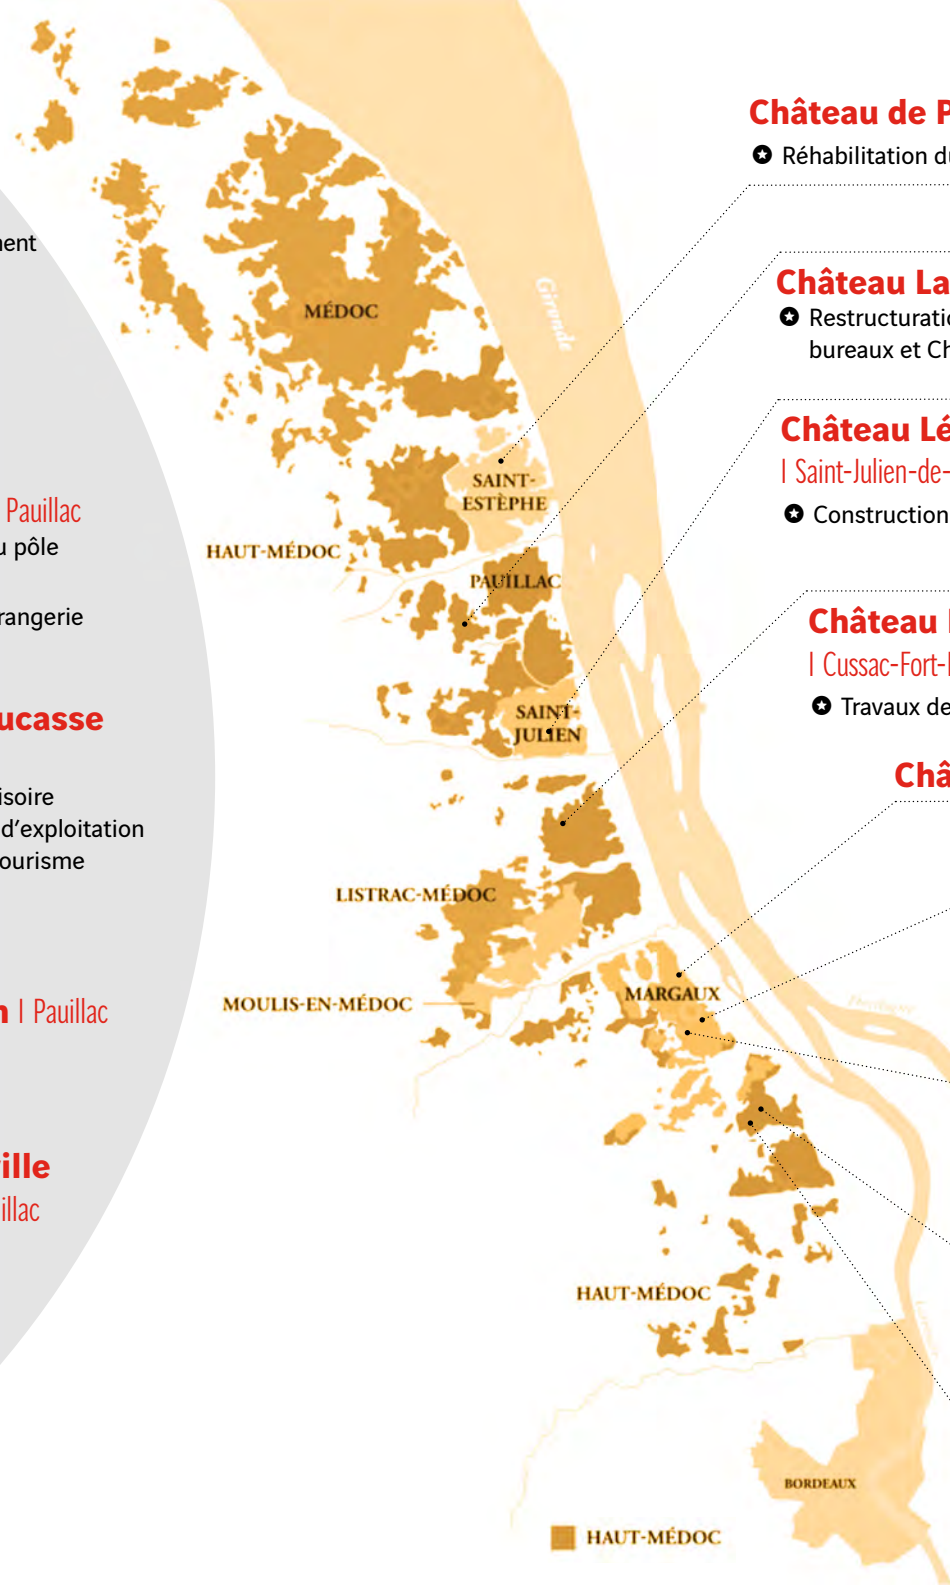 ment
Pauillac
u pôle
rangerie
ucasse
isoire
d’exploitation
ourisme
n I Pauillac
ille
illac
MÉDOC
Gironde
SAINT-
ESTÈPHE
HAUT-MÉDOC
PAUILLAC
SAINT-
JULIEN
LISTRAC-MÉDOC
MOULIS-EN-MÉDOC
MARGAUX
HAUT-MÉDOC
BORDEAUX
HAUT-MÉDOC
Château de P
Réhabilitation du
Château La
Restructuratio
bureaux et Ch
Château Lé
I Saint-Julien-de-
Construction
Château
I Cussac-Fort-
Travaux de
Châ